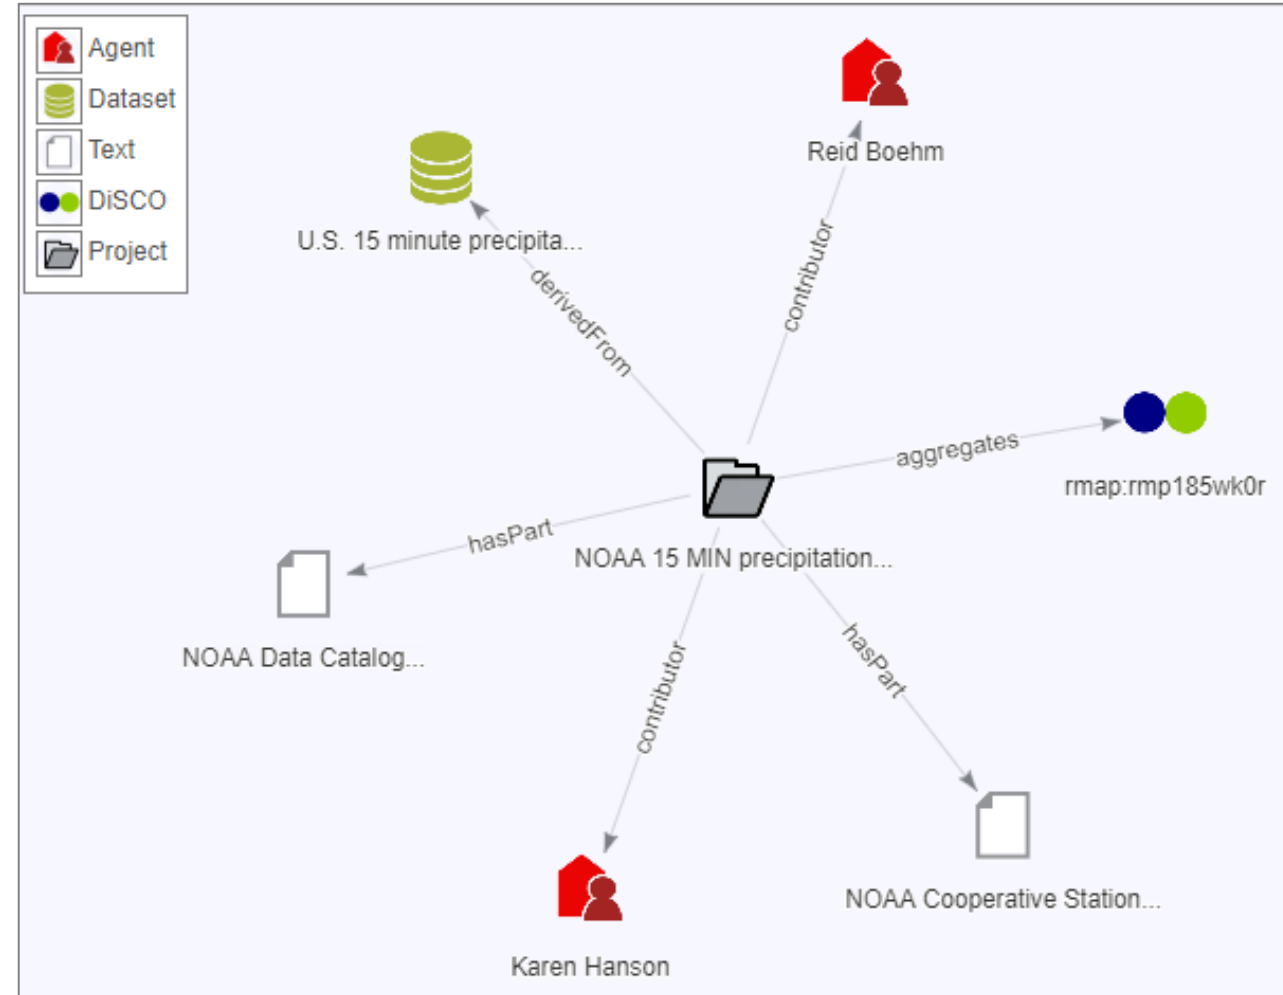 Agent
Dataset
Text
DiSCO
Project
Reid Boehm
U.S. 15 minute precipita...
contributor
derivedFrom
aggregates
rmap:rmp185wk0r
hasPart
NOAA 15 MIN precipitation...
NOAA Data Catalog...
contributor
hasPart
NOAA Cooperative Station...
Karen Hanson